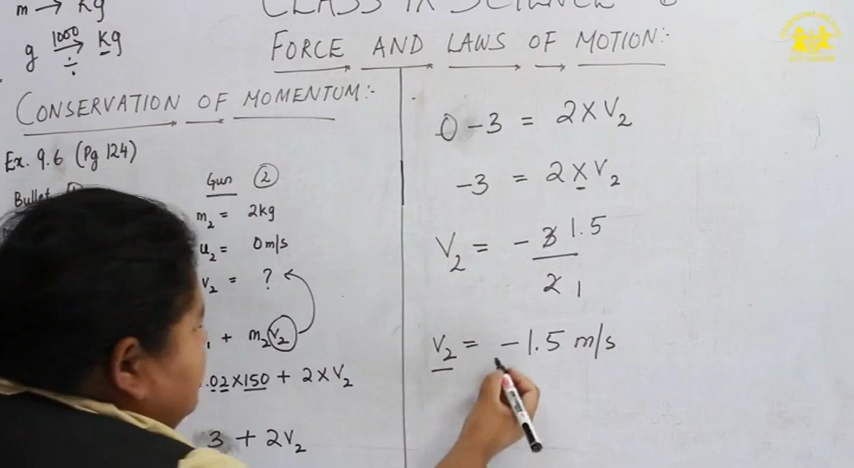 m → Kg
g 1000 → ÷ Kg
CLASS IX SCIENCE
FORCE AND LAWS OF MOTION:-
CONSERVATION OF MOMENTUM:-
Ex. 9.6 (Pg 124)
Bullet
Gun ②
m₂ = 2kg
u₂ = 0 m/s
V₂ = ?
+ m₂V₂
.02 × 150 + 2 × V₂
3 + 2V₂
0 - 3 = 2 × V₂
-3 = 2 × V₂
V₂ = - 3 1.5
2 1
V₂ = - 1.5 m/s